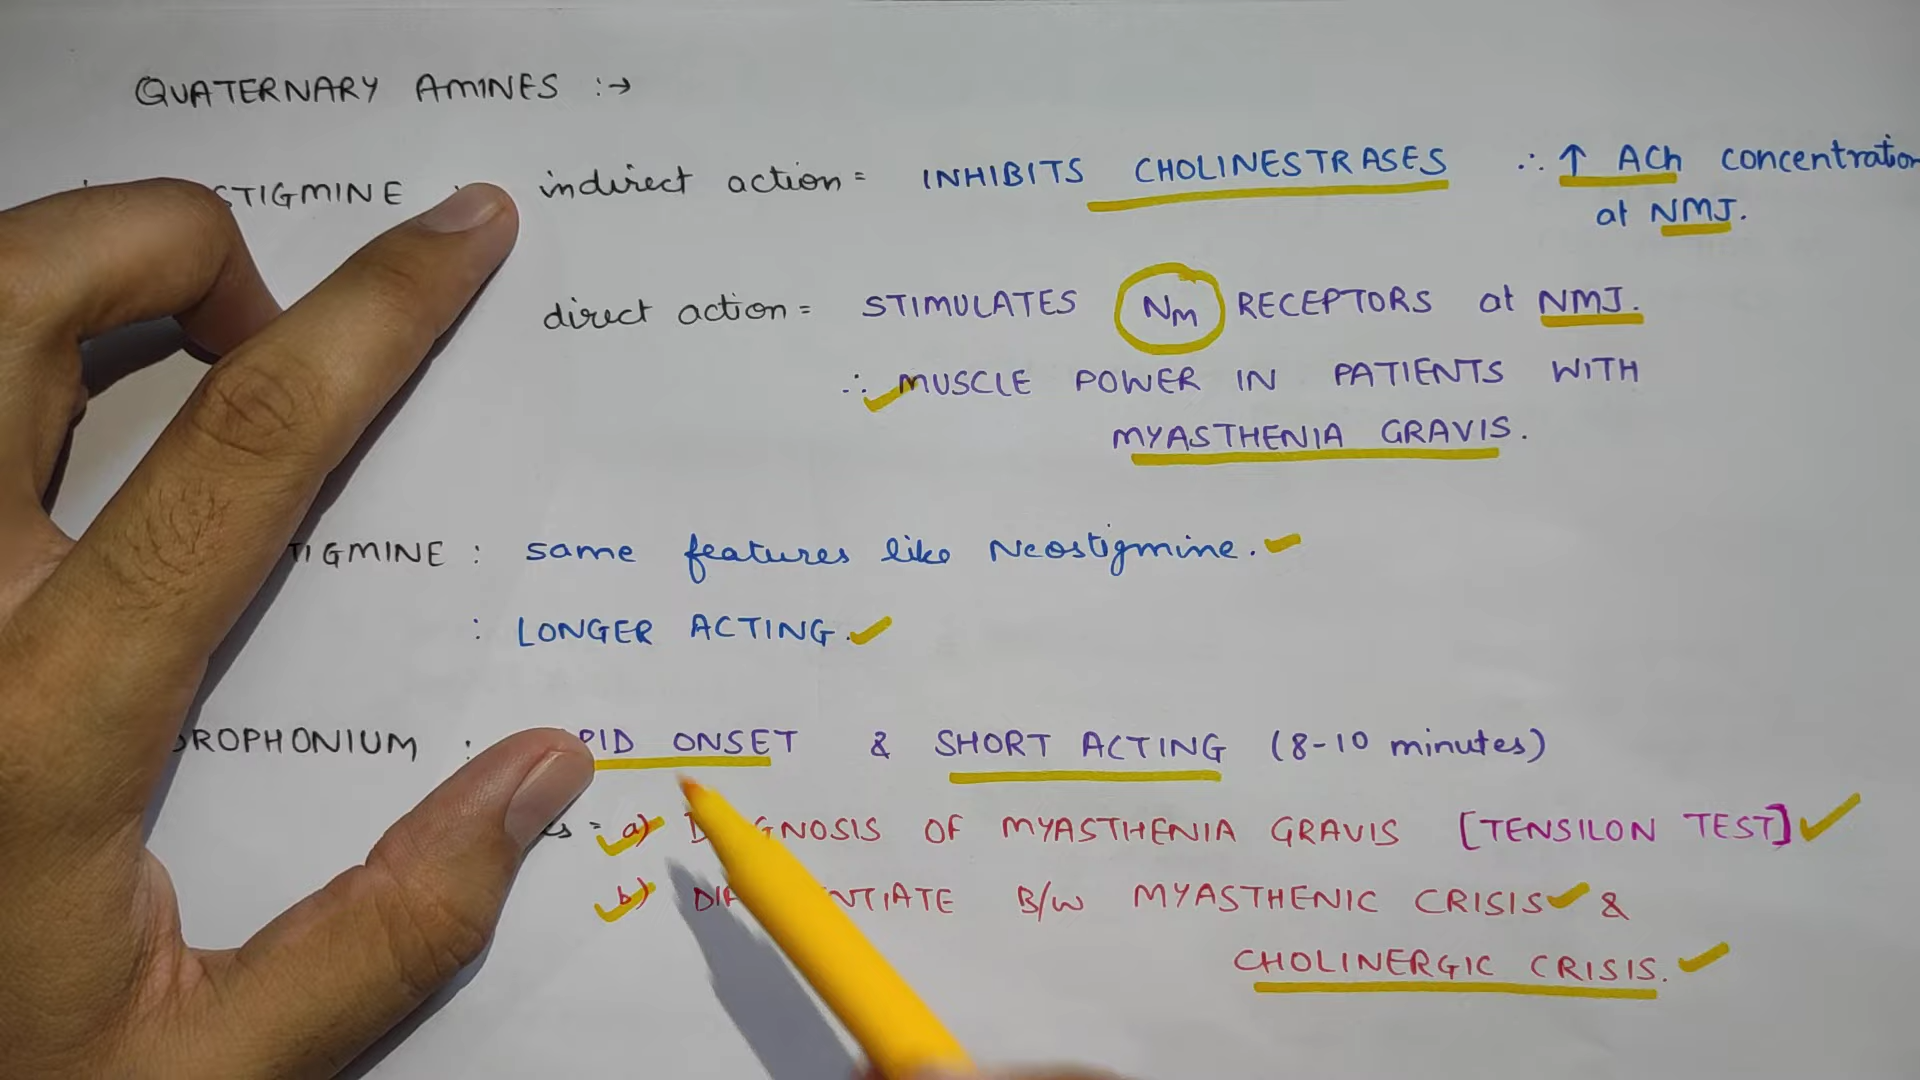 QUATERNARY AMINES :→
STIGMINE : indirect action = INHIBITS CHOLINESTRASES ∴ ↑ ACh concentration
at NMJ.
direct action = STIMULATES NM RECEPTORS at NMJ.
∴ MUSCLE POWER IN PATIENTS WITH
MYASTHENIA GRAVIS.
TIGMINE : same features like Neostigmine.
: LONGER ACTING.
ROPHONIUM : PID ONSET & SHORT ACTING (8-10 minutes)
= a) GNOSIS OF MYASTHENIA GRAVIS [TENSILON TEST]
b) NTIATE B/W MYASTHENIC CRISIS &
CHOLINERGIC CRISIS.